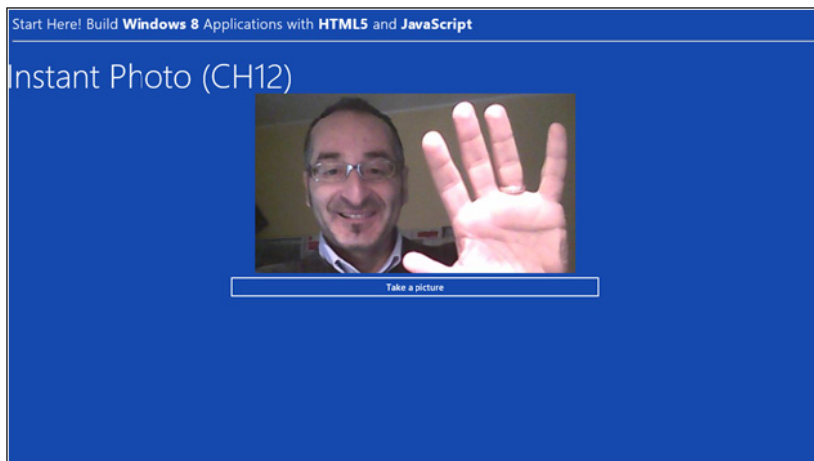 Start Here! Build Windows 8 Applications with HTML5 and JavaScript
Instant Photo (CH12)
Take a picture